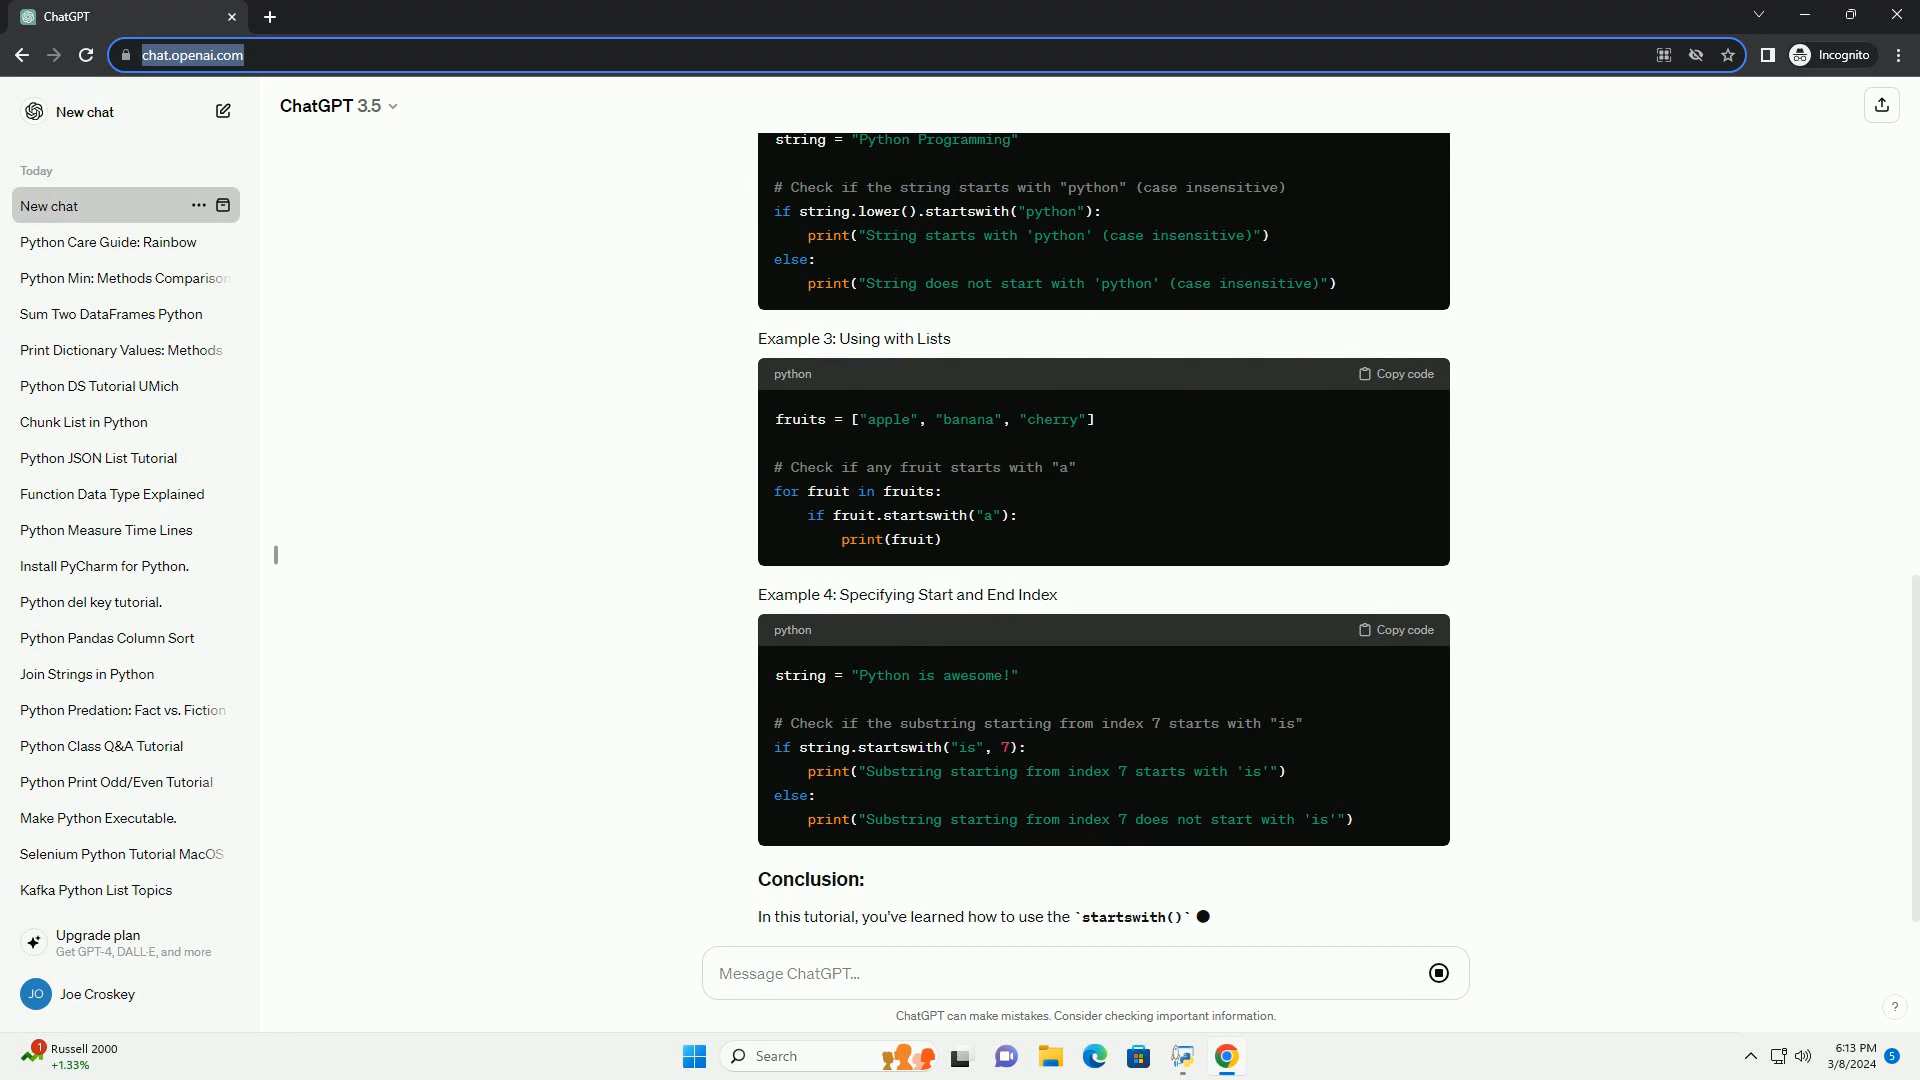 ChatGPT
chat.openai.com
Incognito
New chat
Today
New chat
Python Care Guide: Rainbow
Python Min: Methods Comparison
Sum Two DataFrames Python
Print Dictionary Values: Methods
Python DS Tutorial UMich
Chunk List in Python
Python JSON List Tutorial
Function Data Type Explained
Python Measure Time Lines
Install PyCharm for Python.
Python del key tutorial.
Python Pandas Column Sort
Join Strings in Python
Python Predation: Fact vs. Fiction
Python Class Q&A Tutorial
Python Print Odd/Even Tutorial
Make Python Executable.
Selenium Python Tutorial MacOS
Kafka Python List Topics
Upgrade plan
Get GPT-4, DALL·E, and more
JO Joe Croskey
ChatGPT 3.5
string = "Python Programming"
# Check if the string starts with "python" (case insensitive)
if string.lower().startswith("python"):
    print("String starts with 'python' (case insensitive)")
else:
    print("String does not start with 'python' (case insensitive)")
Example 3: Using with Lists
python Copy code
fruits = ["apple", "banana", "cherry"]
# Check if any fruit starts with "a"
for fruit in fruits:
    if fruit.startswith("a"):
        print(fruit)
Example 4: Specifying Start and End Index
python Copy code
string = "Python is awesome!"
# Check if the substring starting from index 7 starts with "is"
if string.startswith("is", 7):
    print("Substring starting from index 7 starts with 'is'")
else:
    print("Substring starting from index 7 does not start with 'is'")
Conclusion:
In this tutorial, you've learned how to use the `startswith()`
Message ChatGPT...
ChatGPT can make mistakes. Consider checking important information.
?
1 Russell 2000
+1.33%
Search
6:13 PM
3/8/2024
5